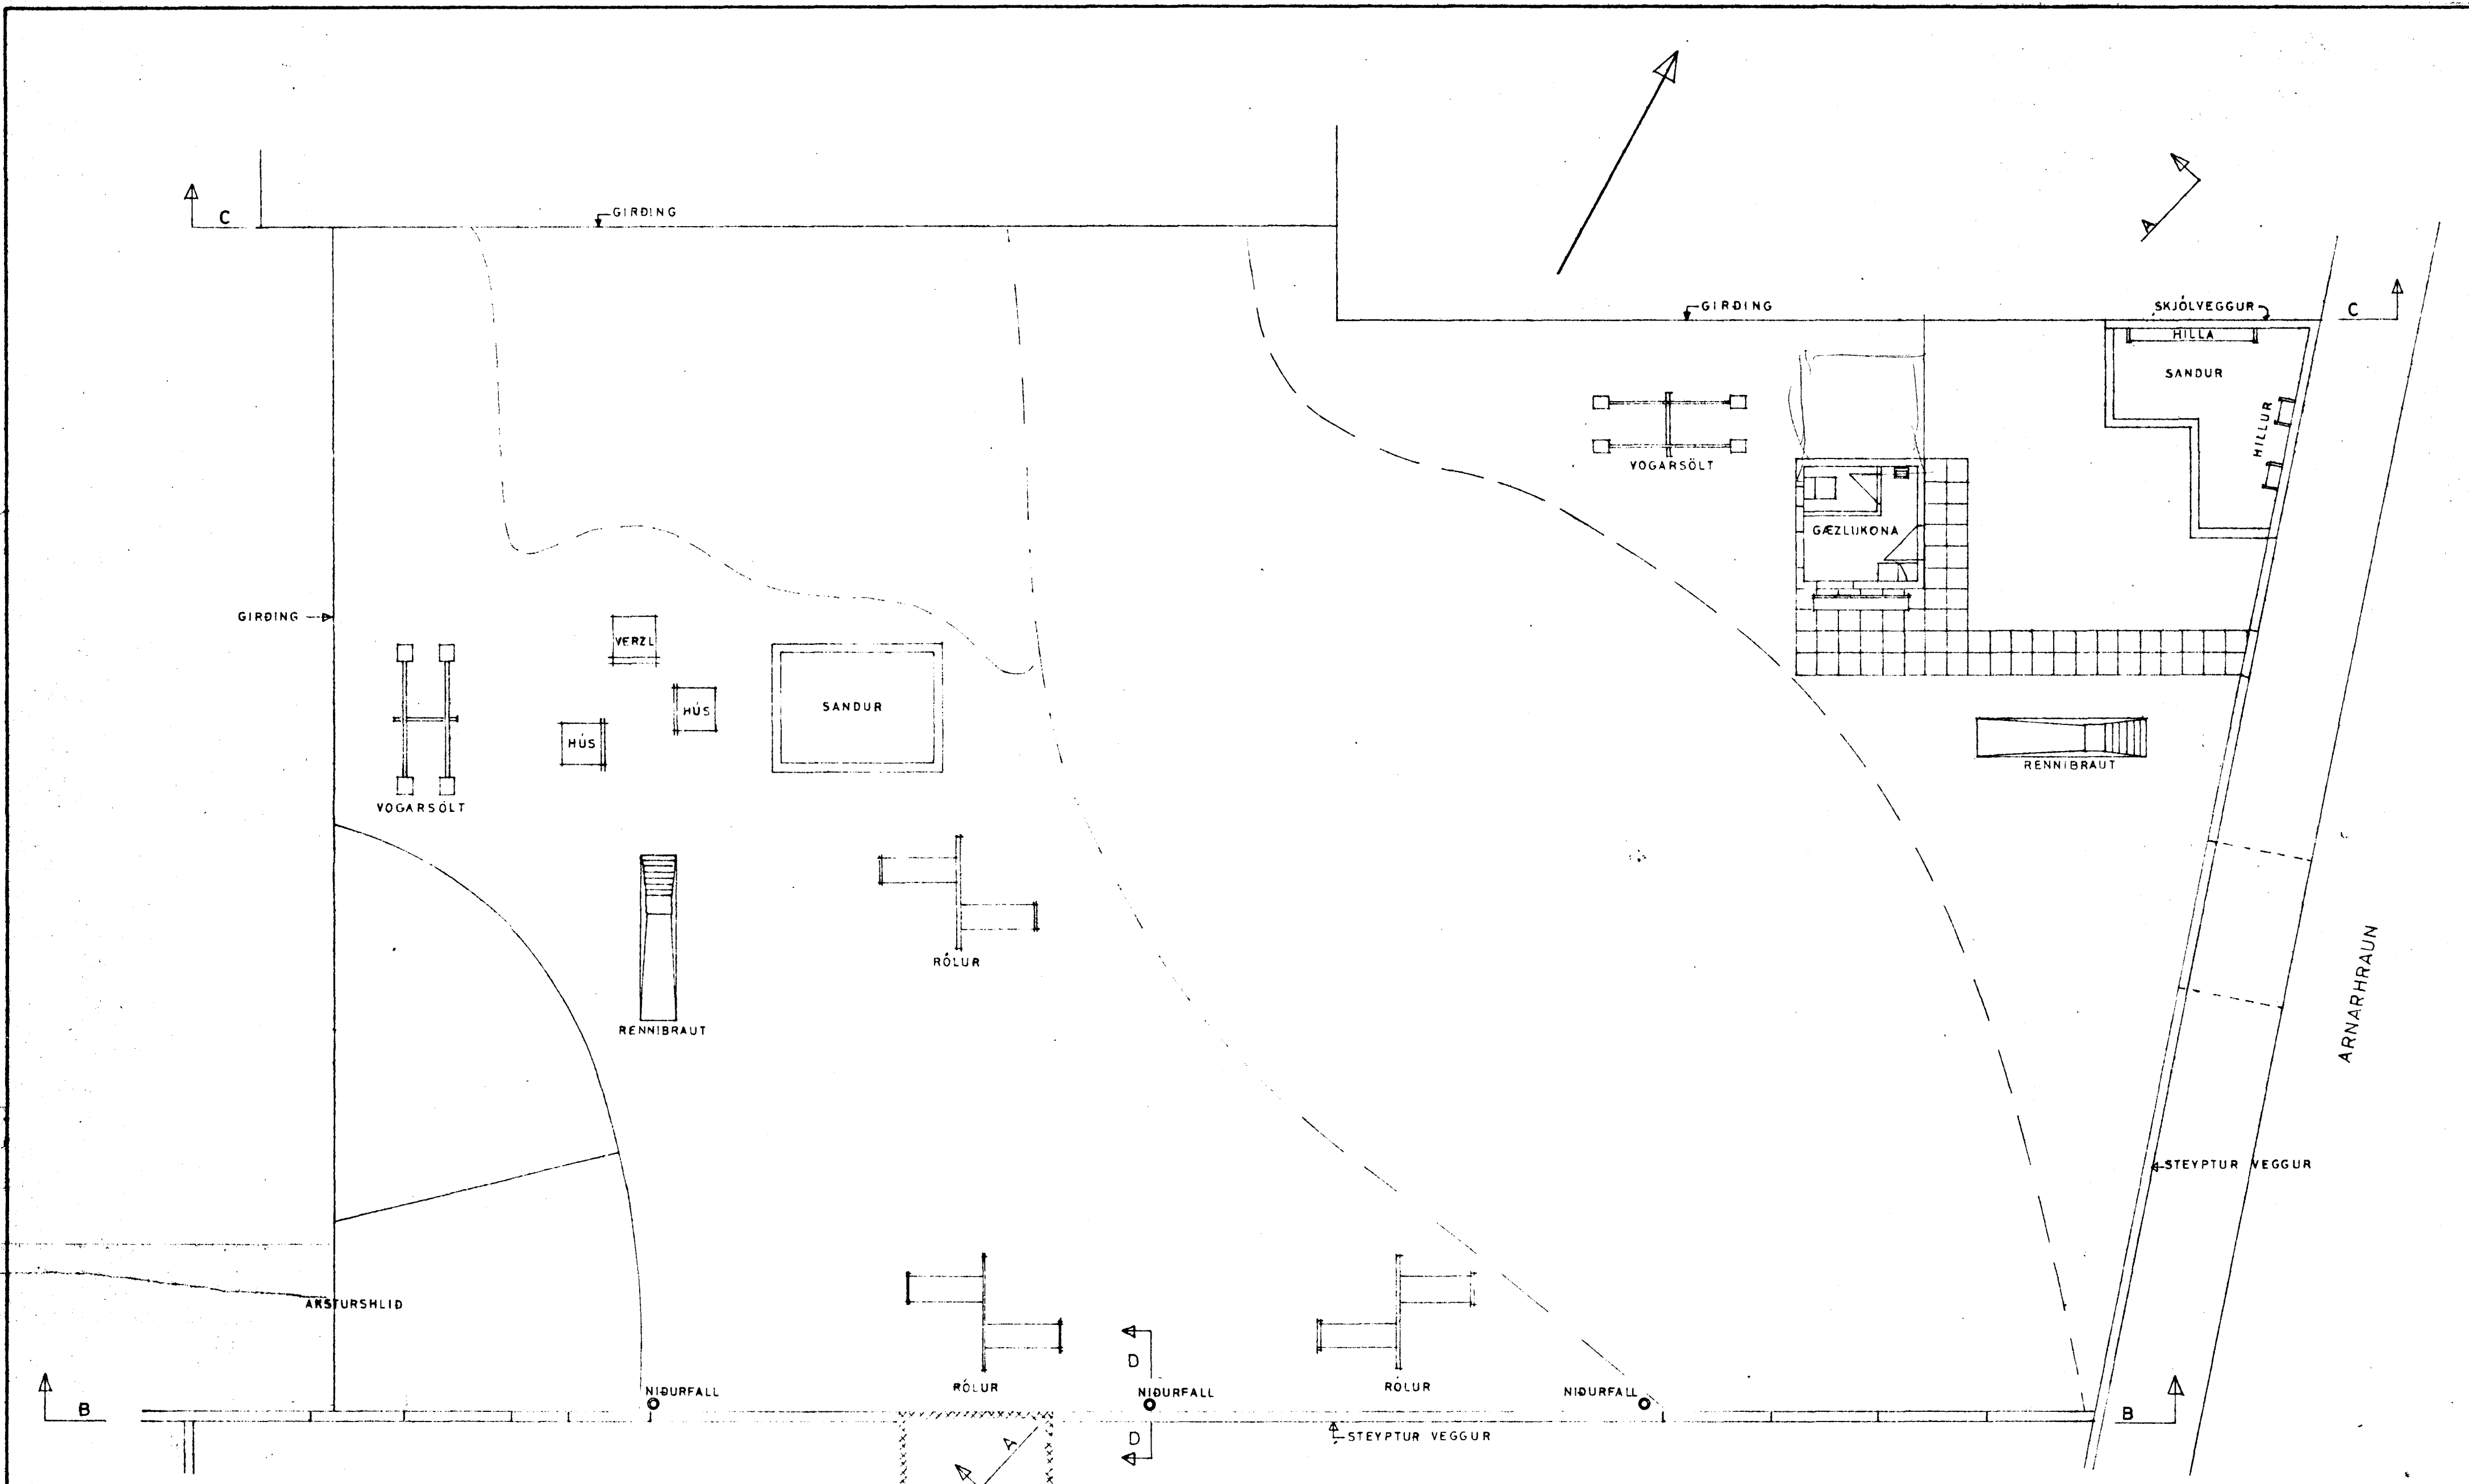 C
GIRÐING
A
GIRÐING
SKJÓLVEGGUR
C
HILLA
SANDUR
HILLUR
VOGARSÖLT
GÆZLUKONA
GIRÐING
VERZL
HÚS
SANDUR
HÚS
VOGARSÖLT
RENNIBRAUT
RÓLUR
RENNIBRAUT
ARNARHRAUN
STEYPTUR VEGGUR
AKSTURSHLIÐ
D
NIÐURFALL
RÓLUR
NIÐURFALL
RÓLUR
NIÐURFALL
B
B
D
STEYPTUR VEGGUR
A